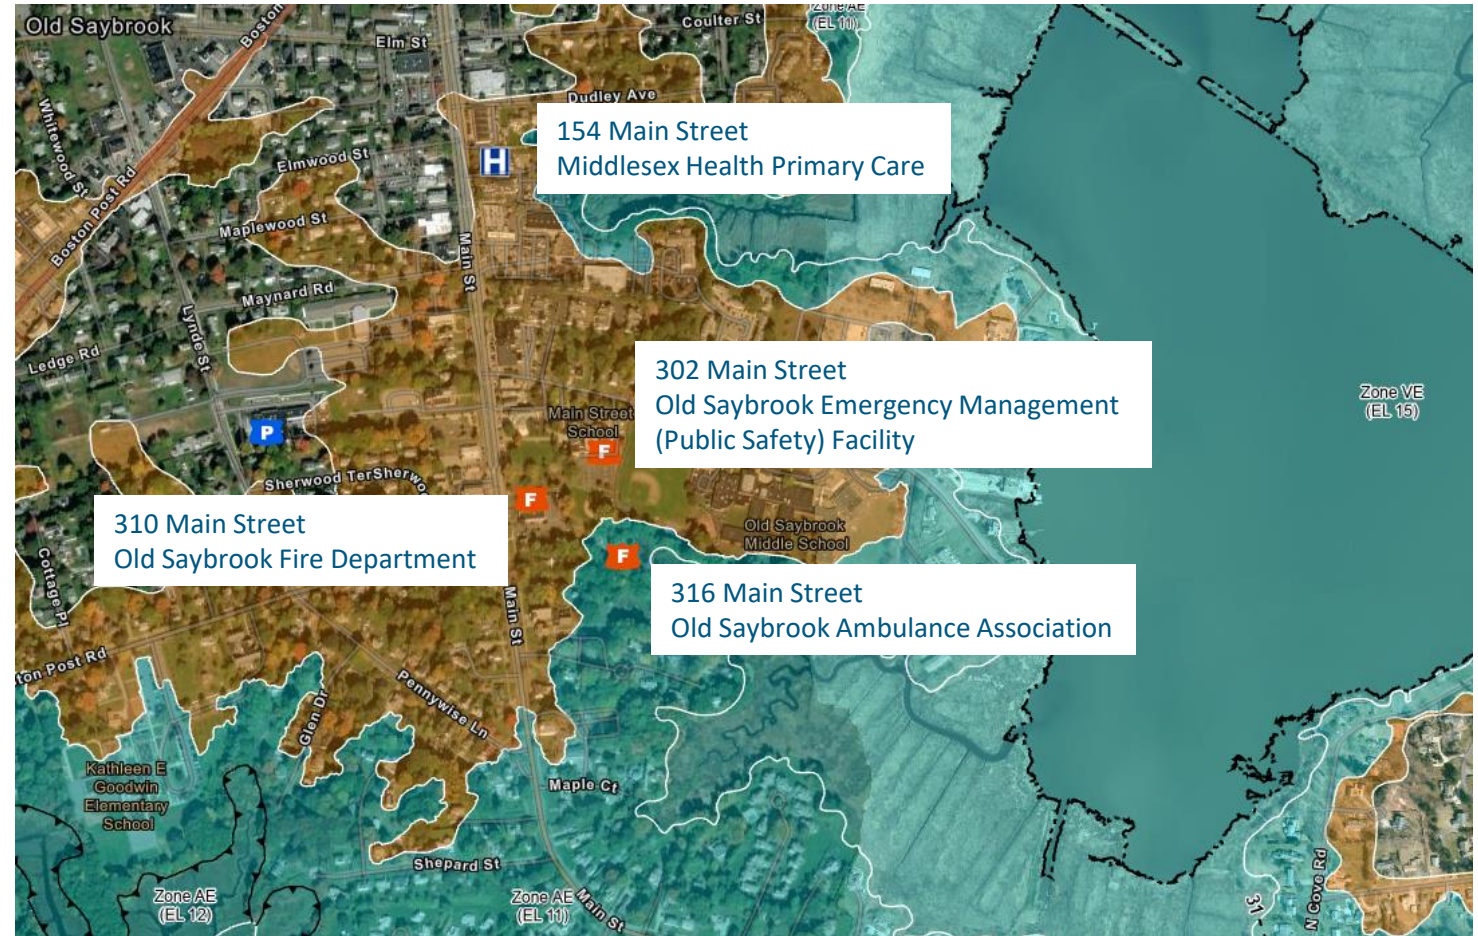 Old Saybrook
Boston
Elm St
Coulter St
Zone AE
(EL 11)
Whitewood St
Dudley Ave
154 Main Street
Middlesex Health Primary Care
H
Elmwood St
Boston Post Rd
Maplewood St
Main St
Maynard Rd
Lynde St
Ledge Rd
302 Main Street
Old Saybrook Emergency Management
(Public Safety) Facility
Zone VE
(EL 15)
Main Street
School
P
F
Sherwood Ter
Sherwo
F
310 Main Street
Old Saybrook Fire Department
Old Saybrook
Middle School
F
Cottage Pl
316 Main Street
Old Saybrook Ambulance Association
Main St
ton Post Rd
Pennywise Ln
Glen Dr
Kathleen E
Goodwin
Elementary
School
Maple Ct
Shepard St
Zone AE
(EL 12)
Zone AE
(EL 11)
Main St
31
N Cove Rd